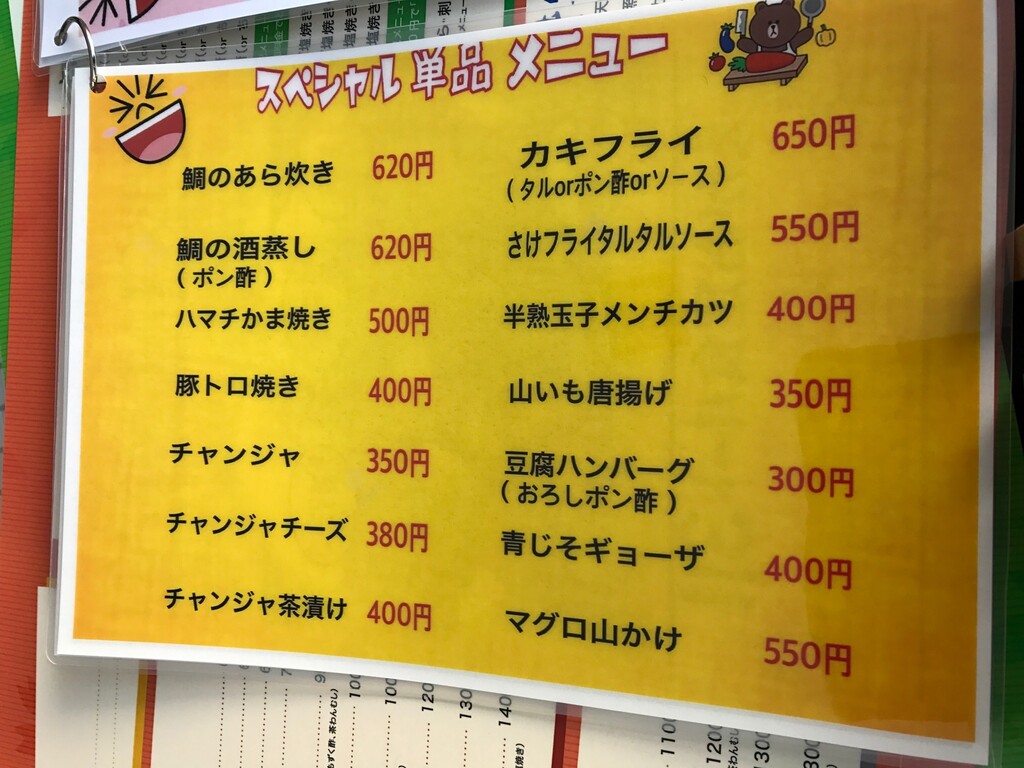 スペシャル単品メニュー
鯛のあら炊き 620円
鯛の酒蒸し 620円
(ポン酢)
ハマチかま焼き 500円
豚トロ焼き 400円
チャンジャ 350円
チャンジャチーズ 380円
チャンジャ茶漬け 400円
カキフライ 650円
(タルorポン酢orソース)
さけフライタルタルソース 550円
半熟玉子メンチカツ 400円
山いも唐揚げ 350円
豆腐ハンバーグ 300円
(おろしポン酢)
青じそギョーザ 400円
マグロ山かけ 550円